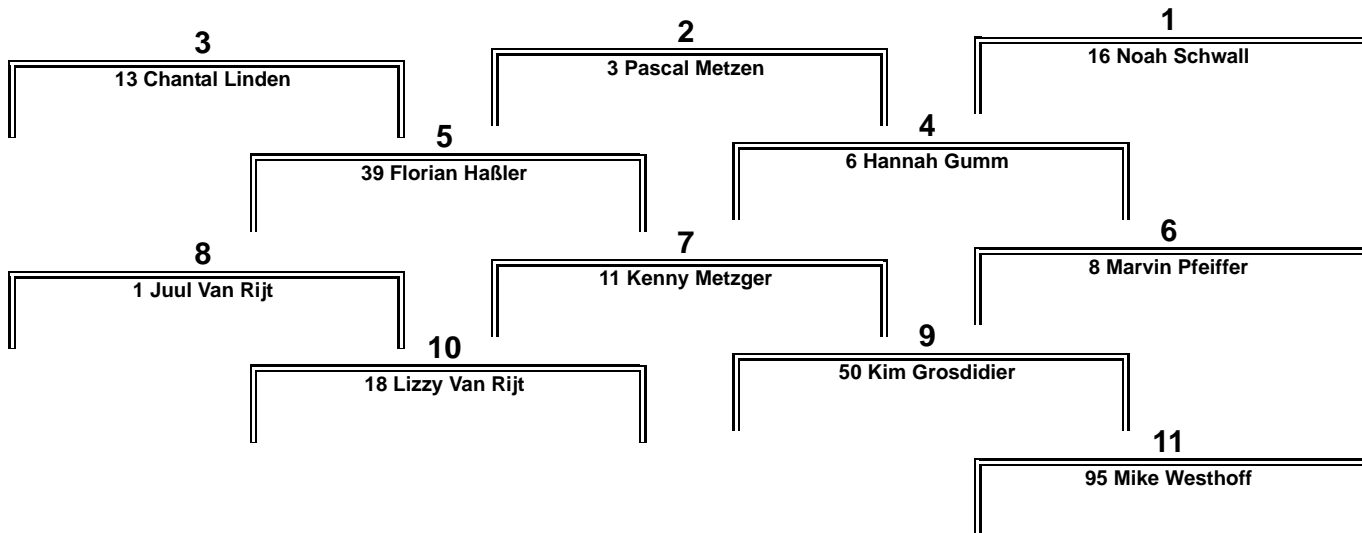 3
13 Chantal Linden
2
3 Pascal Metzen
1
16 Noah Schwall
5
39 Florian Haßler
4
6 Hannah Gumm
8
1 Juul Van Rijt
7
11 Kenny Metzger
6
8 Marvin Pfeiffer
10
18 Lizzy Van Rijt
9
50 Kim Grosdidier
11
95 Mike Westhoff